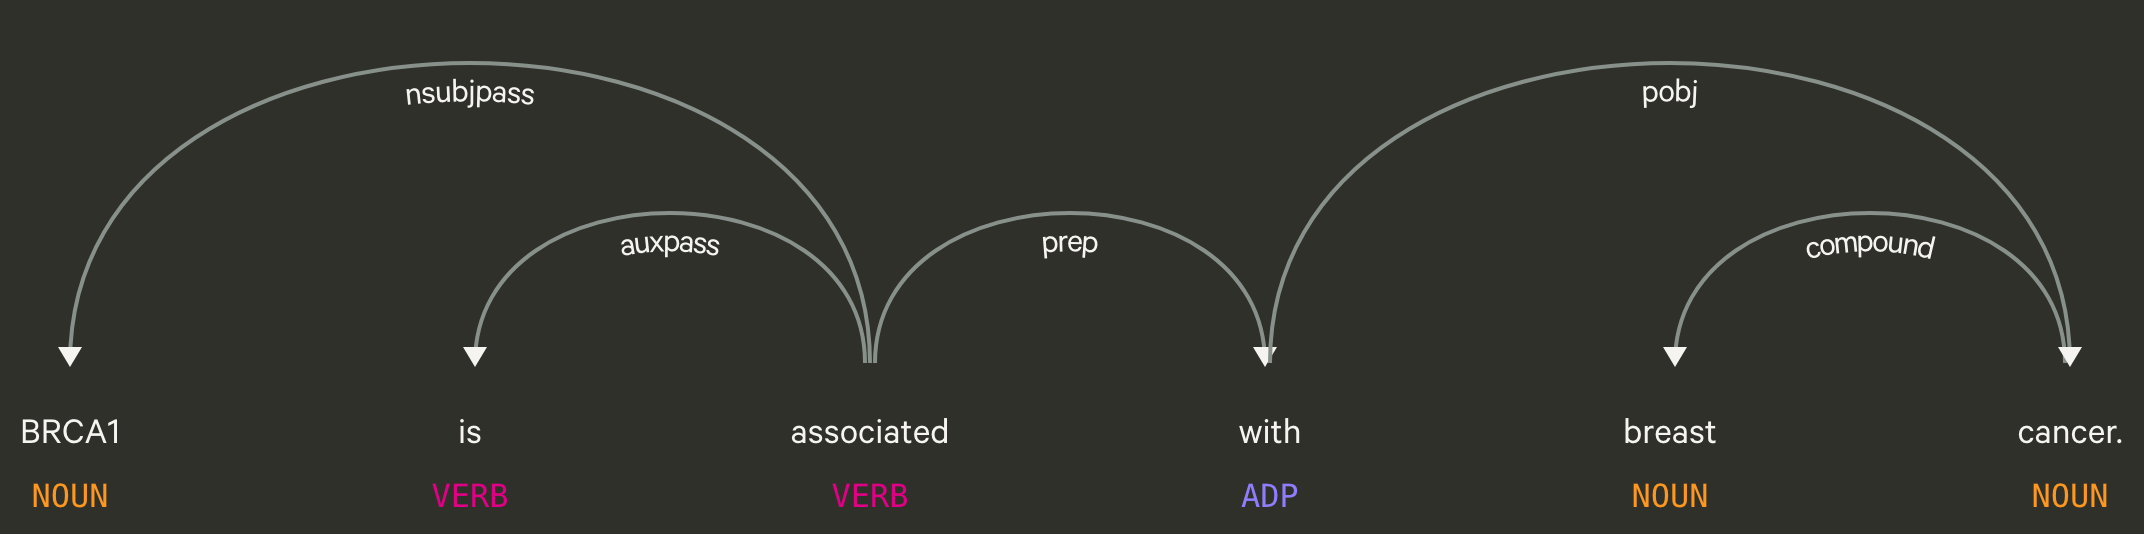 nsubjpass pobj
auxpass prep compound
BRCA1 is associated with breast cancer.
NOUN VERB VERB ADP NOUN NOUN